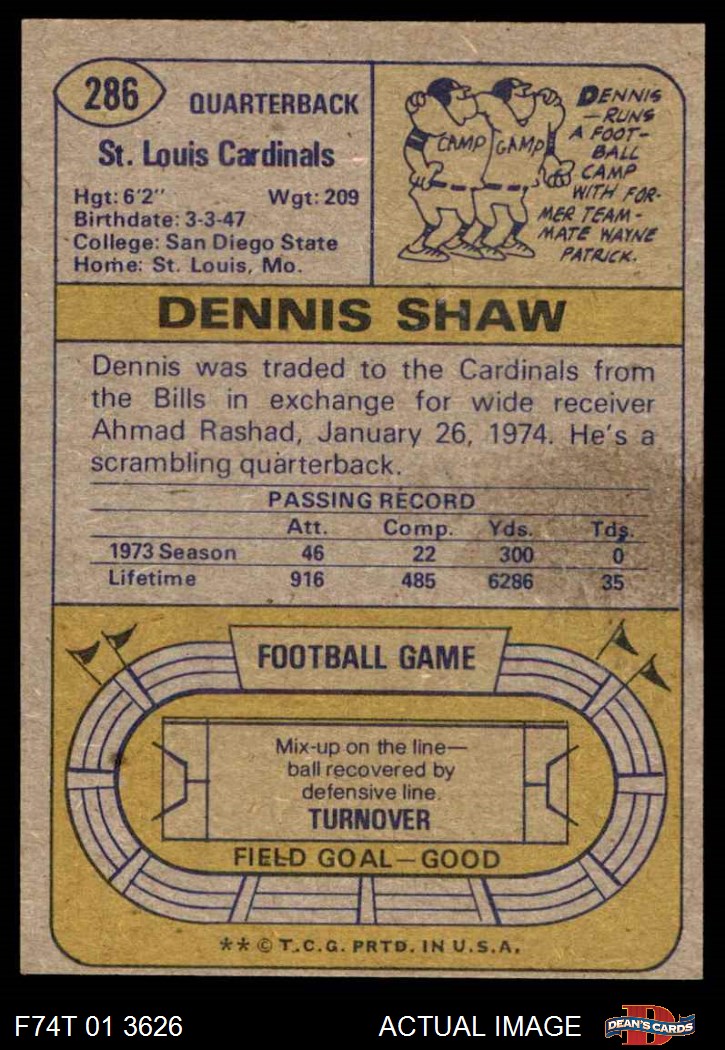 286
QUARTERBACK
St. Louis Cardinals
Hgt: 6'2" Wgt: 209
Birthdate: 3-3-47
College: San Diego State
Home: St. Louis, Mo.
CAMP CAMP
DENNIS
—RUNS
A FOOT-
BALL
CAMP
WITH FOR-
MER TEAM-
MATE WAYNE
PATRICK.
DENNIS SHAW
Dennis was traded to the Cardinals from
the Bills in exchange for wide receiver
Ahmad Rashad, January 26, 1974. He's a
scrambling quarterback.
PASSING RECORD
Att. Comp. Yds. Tds.
1973 Season 46 22 300 0
Lifetime 916 485 6286 35
FOOTBALL GAME
Mix-up on the line—
ball recovered by
defensive line.
TURNOVER
FIELD GOAL—GOOD
** © T.C.G. PRTD. IN U.S.A.
F74T 01 3626 ACTUAL IMAGE
D
DEAN'S CARDS